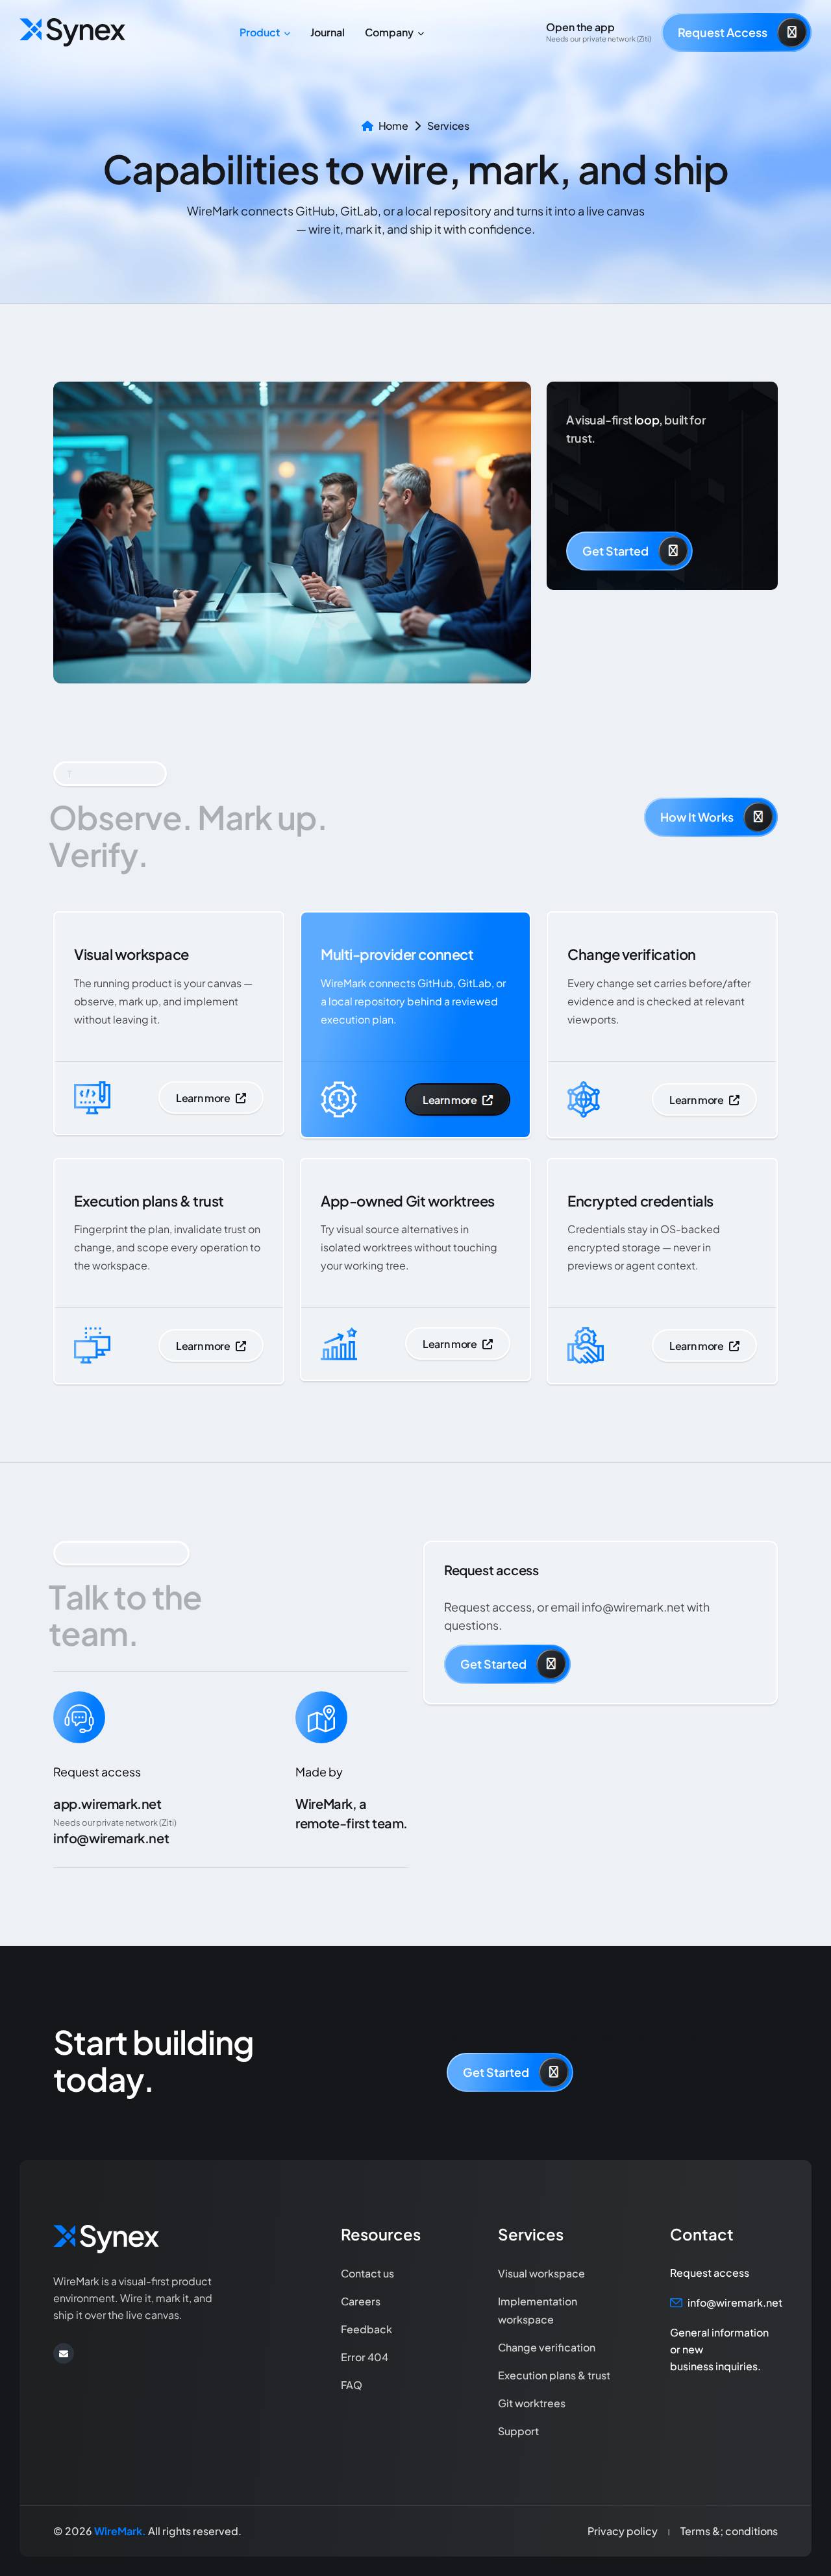 Synex
Product
Journal
Company
Open the app
Needs our private network (Ziti)
Request Access
Home
Services
Capabilities to wire, mark, and ship
WireMark connects GitHub, GitLab, or a local repository and turns it into a live canvas
— wire it, mark it, and ship it with confidence.
A visual-first loop, built for
trust.
Get Started
T
Observe. Mark up.
Verify.
How It Works
Visual workspace
The running product is your canvas —
observe, mark up, and implement
without leaving it.
Learn more
Multi-provider connect
WireMark connects GitHub, GitLab, or
a local repository behind a reviewed
execution plan.
Learn more
Change verification
Every change set carries before/after
evidence and is checked at relevant
viewports.
Learn more
Execution plans & trust
Fingerprint the plan, invalidate trust on
change, and scope every operation to
the workspace.
Learn more
App-owned Git worktrees
Try visual source alternatives in
isolated worktrees without touching
your working tree.
Learn more
Encrypted credentials
Credentials stay in OS-backed
encrypted storage — never in
previews or agent context.
Learn more
Talk to the
team.
Request access
app.wiremark.net
Needs our private network (Ziti)
info@wiremark.net
Made by
WireMark, a
remote-first team.
Request access
Request access, or email info@wiremark.net with
questions.
Get Started
Start building
today.
Get Started
Synex
WireMark is a visual-first product
environment. Wire it, mark it, and
ship it over the live canvas.
Resources
Contact us
Careers
Feedback
Error 404
FAQ
Services
Visual workspace
Implementation
workspace
Change verification
Execution plans & trust
Git worktrees
Support
Contact
Request access
info@wiremark.net
General information
or new
business inquiries.
© 2026 WireMark. All rights reserved.
Privacy policy
Terms &; conditions